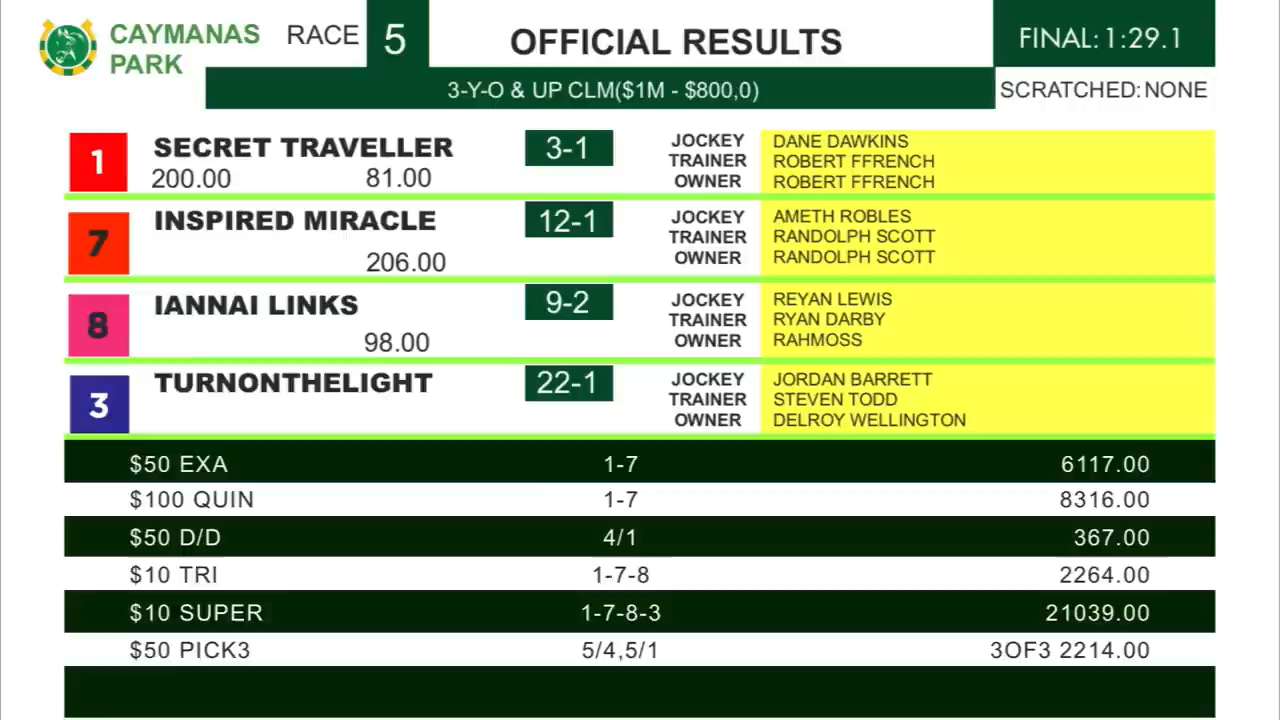 CAYMANAS PARK RACE 5 OFFICIAL RESULTS FINAL: 1:29.1
3-Y-O & UP CLM($1M - $800,0) SCRATCHED: NONE
1 SECRET TRAVELLER 3-1 JOCKEY DANE DAWKINS
200.00 81.00 TRAINER ROBERT FFRENCH
OWNER ROBERT FFRENCH
7 INSPIRED MIRACLE 12-1 JOCKEY AMETH ROBLES
TRAINER RANDOLPH SCOTT
206.00 OWNER RANDOLPH SCOTT
8 IANNAI LINKS 9-2 JOCKEY REYAN LEWIS
TRAINER RYAN DARBY
98.00 OWNER RAHMOSS
3 TURNONTHELIGHT 22-1 JOCKEY JORDAN BARRETT
TRAINER STEVEN TODD
OWNER DELROY WELLINGTON
$50 EXA 1-7 6117.00
$100 QUIN 1-7 8316.00
$50 D/D 4/1 367.00
$10 TRI 1-7-8 2264.00
$10 SUPER 1-7-8-3 21039.00
$50 PICK3 5/4,5/1 3OF3 2214.00